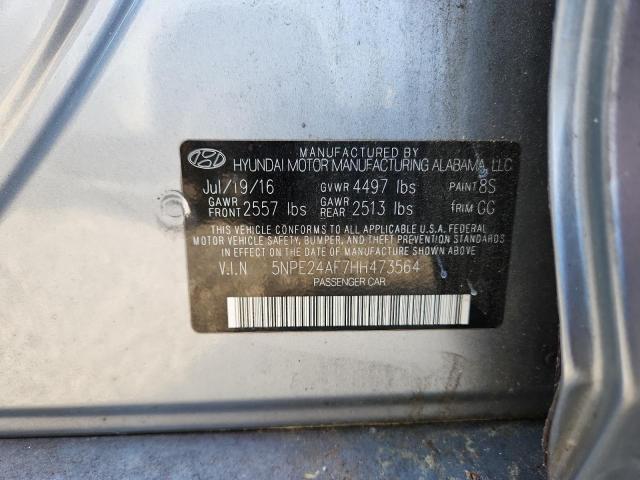 MANUFACTURED BY
HYUNDAI MOTOR MANUFACTURING ALABAMA, LLC
Jul/19/16 GVWR 4497 lbs PAINT 8S
GAWR FRONT 2557 lbs GAWR REAR 2513 lbs TRIM GG
THIS VEHICLE CONFORMS TO ALL APPLICABLE U.S.A. FEDERAL
MOTOR VEHICLE SAFETY, BUMPER, AND THEFT PREVENTION STANDARDS
IN EFFECT ON THE DATE OF MANUFACTURE SHOWN ABOVE
V.I.N 5NPE24AF7HH473564
PASSENGER CAR